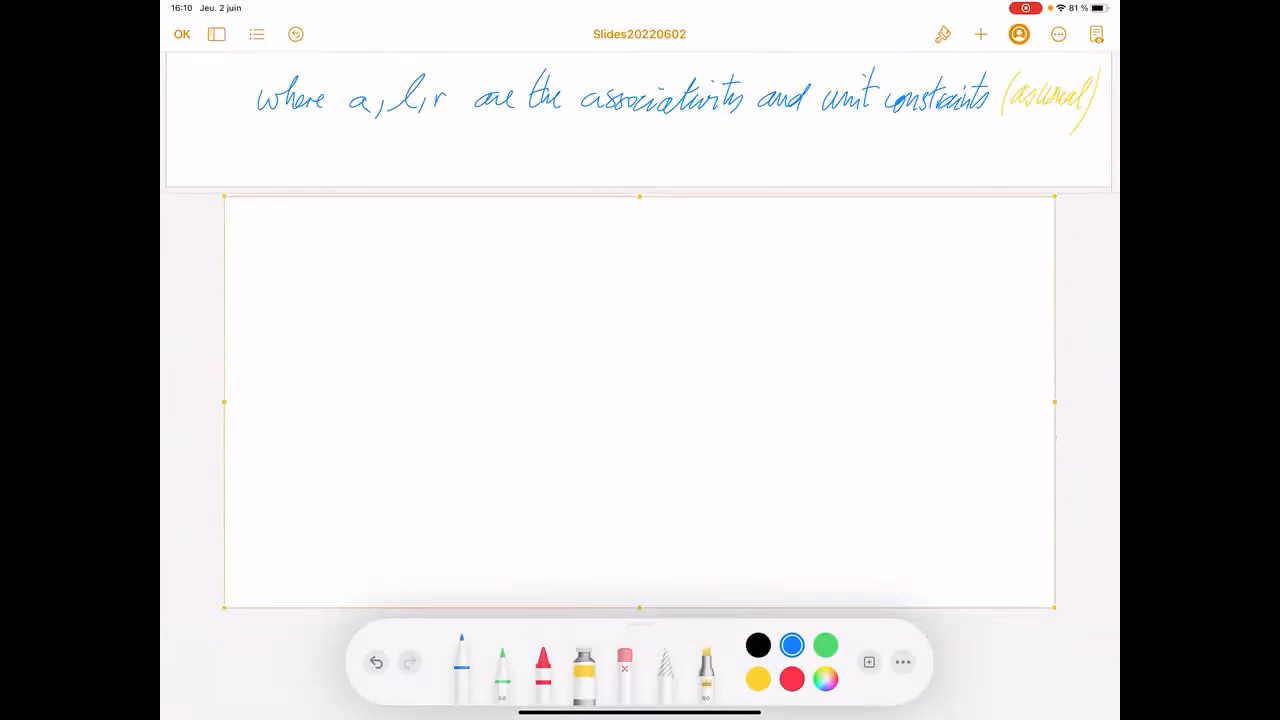 16:10 Jeu. 2 juin 81 %
OK Slides20220602
where a, l, r are the associativity and unit constraints (as usual)